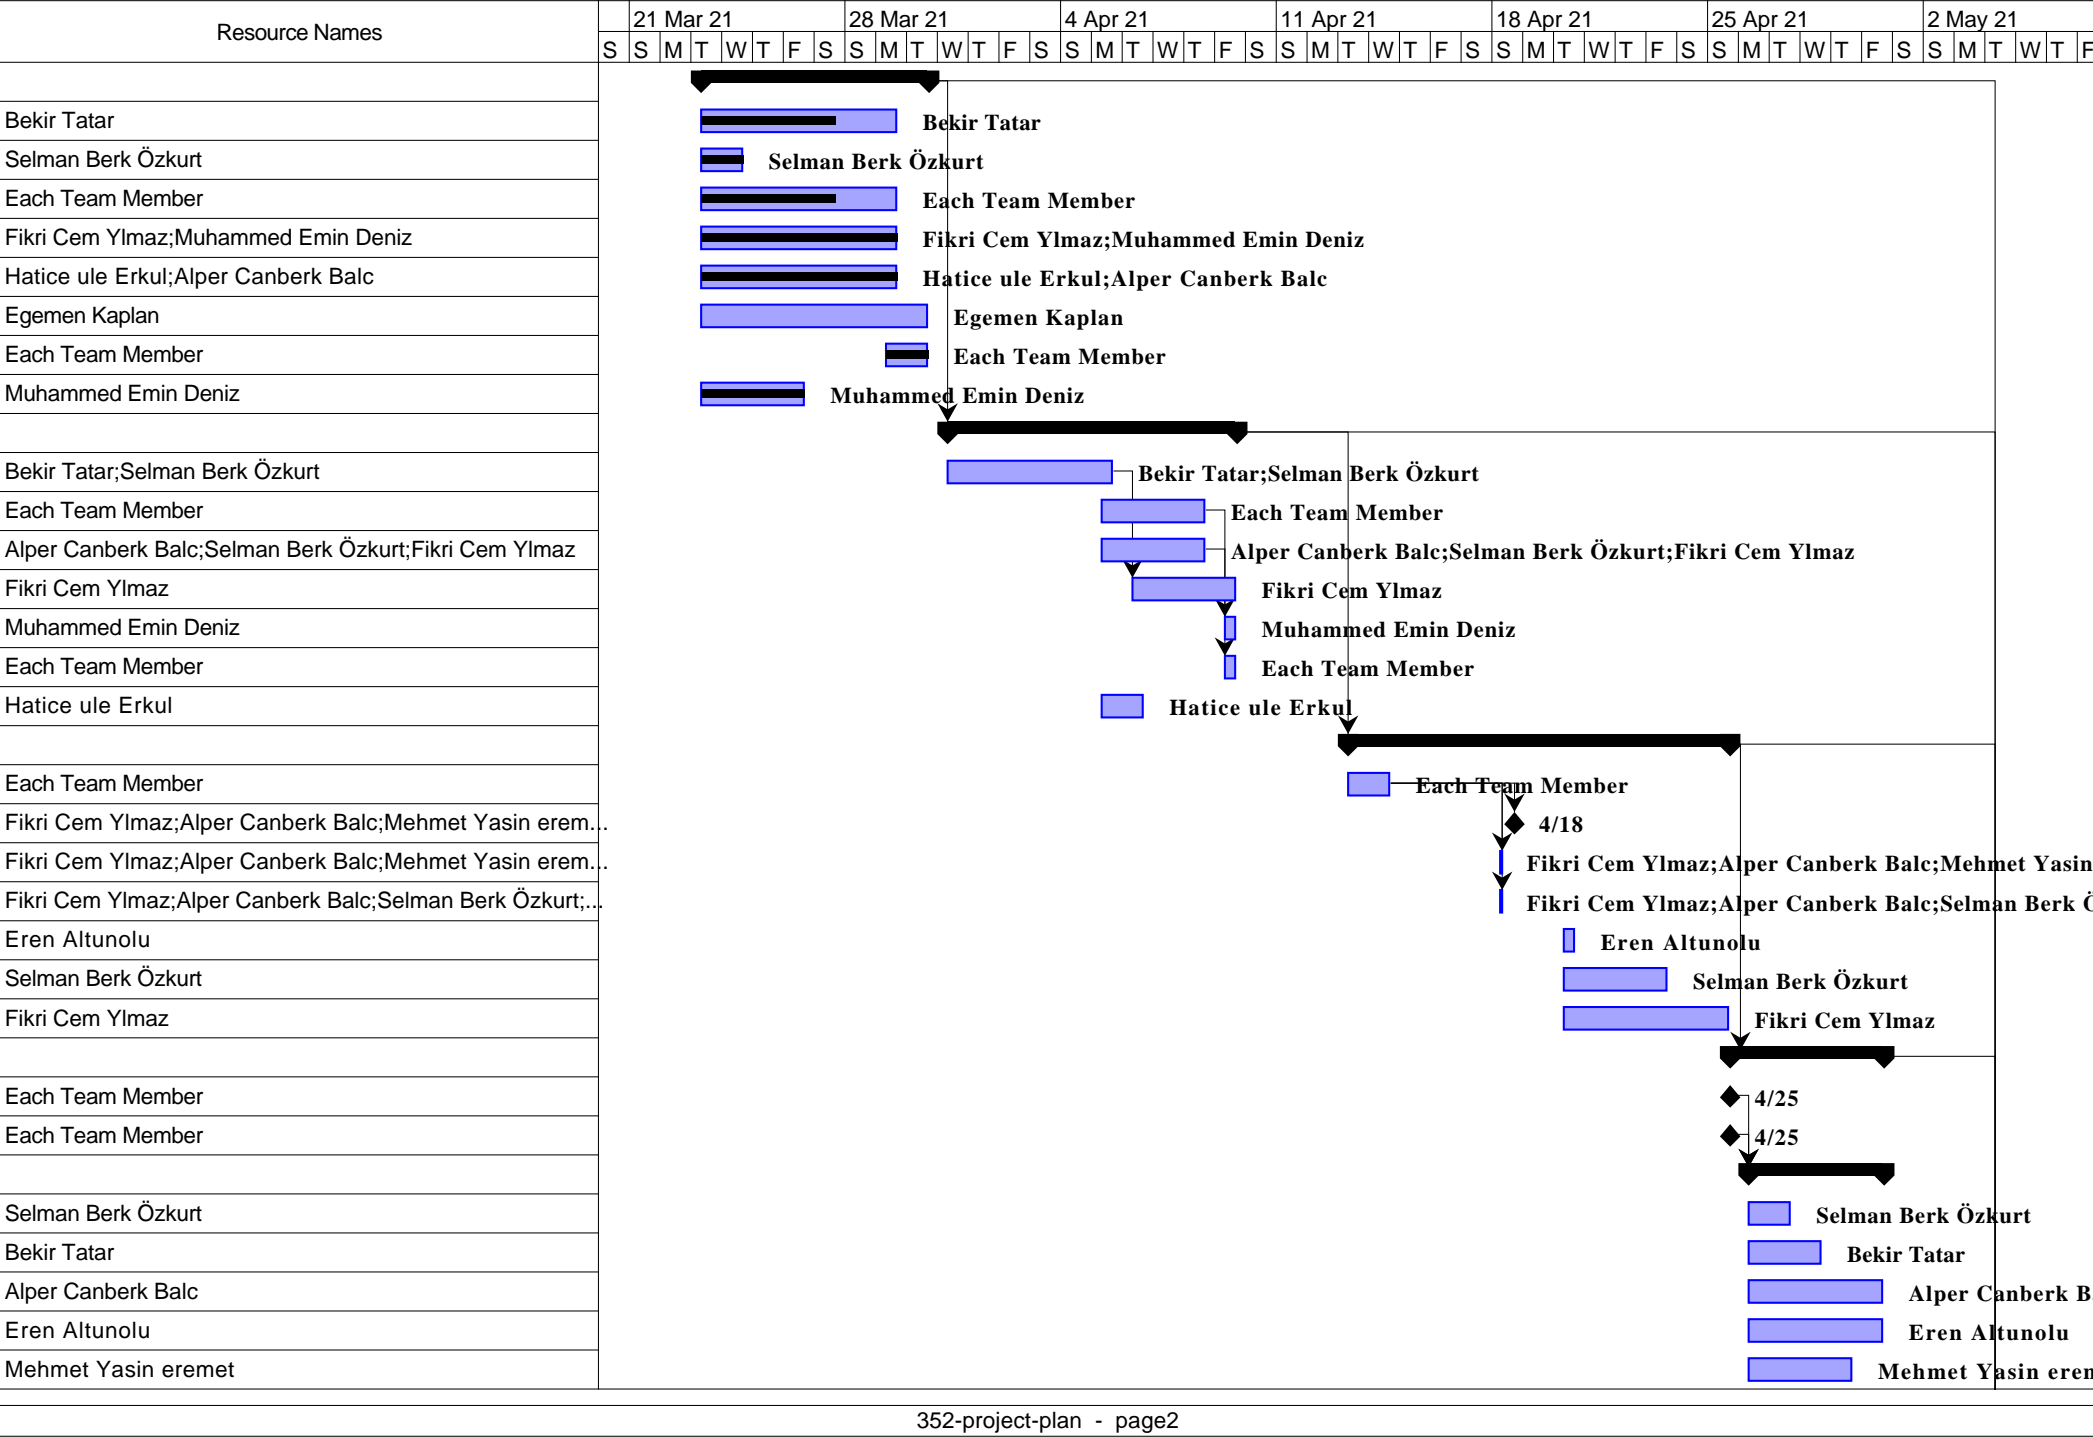 Resource Names
21 Mar 21 28 Mar 21 4 Apr 21 11 Apr 21 18 Apr 21 25 Apr 21 2 May 21
S S M T W T F S S M T W T F S S M T W T F S S M T W T F S S M T W T F S S M T W T F S S M T W T F
Bekir Tatar Bekir Tatar
Selman Berk Özkurt Selman Berk Özkurt
Each Team Member Each Team Member
Fikri Cem Ylmaz;Muhammed Emin Deniz Fikri Cem Ylmaz;Muhammed Emin Deniz
Hatice ule Erkul;Alper Canberk Balc Hatice ule Erkul;Alper Canberk Balc
Egemen Kaplan Egemen Kaplan
Each Team Member Each Team Member
Muhammed Emin Deniz Muhammed Emin Deniz
Bekir Tatar;Selman Berk Özkurt Bekir Tatar;Selman Berk Özkurt
Each Team Member Each Team Member
Alper Canberk Balc;Selman Berk Özkurt;Fikri Cem Ylmaz Alper Canberk Balc;Selman Berk Özkurt;Fikri Cem Ylmaz
Fikri Cem Ylmaz Fikri Cem Ylmaz
Muhammed Emin Deniz Muhammed Emin Deniz
Each Team Member Each Team Member
Hatice ule Erkul Hatice ule Erkul
Each Team Member Each Team Member
Fikri Cem Ylmaz;Alper Canberk Balc;Mehmet Yasin erem... 4/18
Fikri Cem Ylmaz;Alper Canberk Balc;Mehmet Yasin erem... Fikri Cem Ylmaz;Alper Canberk Balc;Mehmet Yasin
Fikri Cem Ylmaz;Alper Canberk Balc;Selman Berk Özkurt;... Fikri Cem Ylmaz;Alper Canberk Balc;Selman Berk Ö
Eren Altunolu Eren Altunolu
Selman Berk Özkurt Selman Berk Özkurt
Fikri Cem Ylmaz Fikri Cem Ylmaz
Each Team Member 4/25
Each Team Member 4/25
Selman Berk Özkurt Selman Berk Özkurt
Bekir Tatar Bekir Tatar
Alper Canberk Balc Alper Canberk B
Eren Altunolu Eren Altunolu
Mehmet Yasin eremet Mehmet Yasin erem
352-project-plan - page2